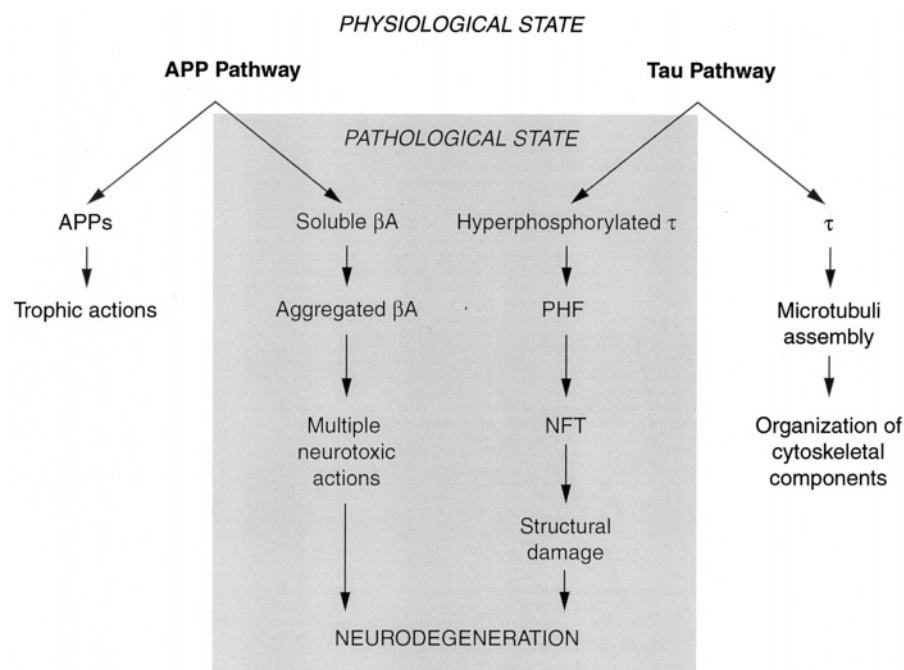 PHYSIOLOGICAL STATE
APP Pathway
Tau Pathway
PATHOLOGICAL STATE
APPs
Soluble βA
Hyperphosphorylated τ
τ
Trophic actions
Aggregated βA
PHF
Microtubuli
assembly
Multiple
neurotoxic
actions
NFT
Organization of
cytoskeletal
components
Structural
damage
NEURODEGENERATION